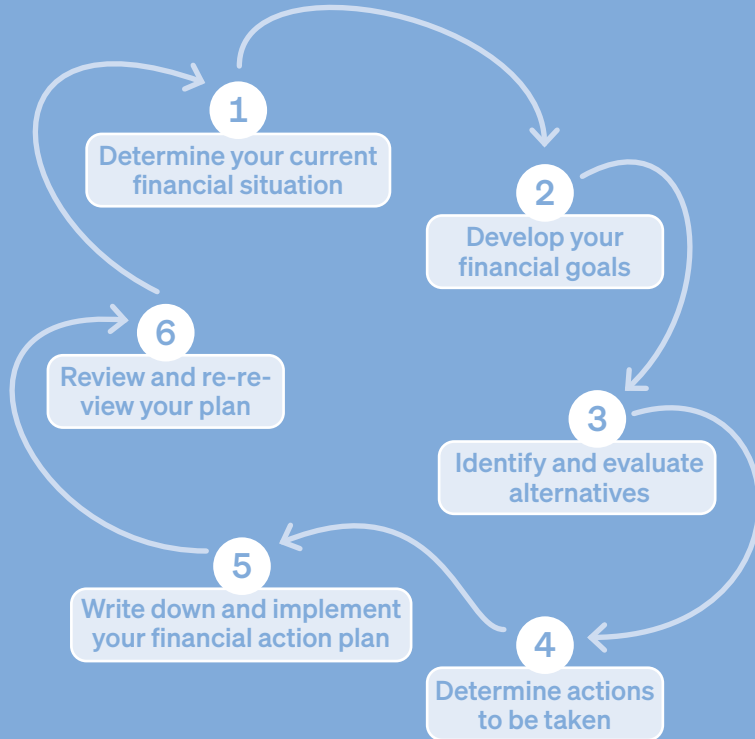 1
Determine your current
financial situation
2
Develop your
financial goals
3
Identify and evaluate
alternatives
4
Determine actions
to be taken
5
Write down and implement
your financial action plan
6
Review and re-re-
view your plan